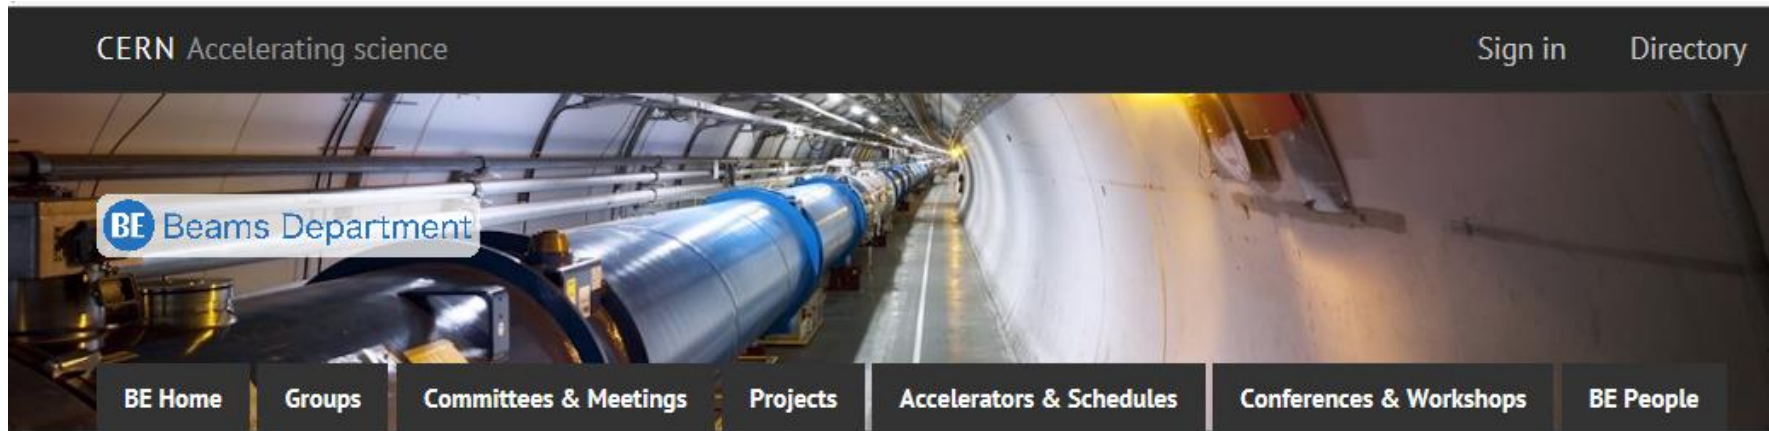 CERN Accelerating science Sign in Directory
BE Beams Department
BE Home Groups Committees & Meetings Projects Accelerators & Schedules Conferences & Workshops BE People